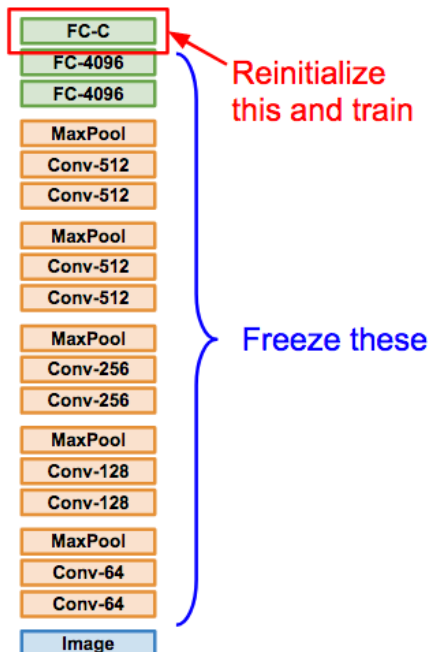 FC-C
FC-4096
FC-4096
Reinitialize
this and train
MaxPool
Conv-512
Conv-512
MaxPool
Conv-512
Conv-512
MaxPool
Conv-256
Conv-256
Freeze these
MaxPool
Conv-128
Conv-128
MaxPool
Conv-64
Conv-64
Image